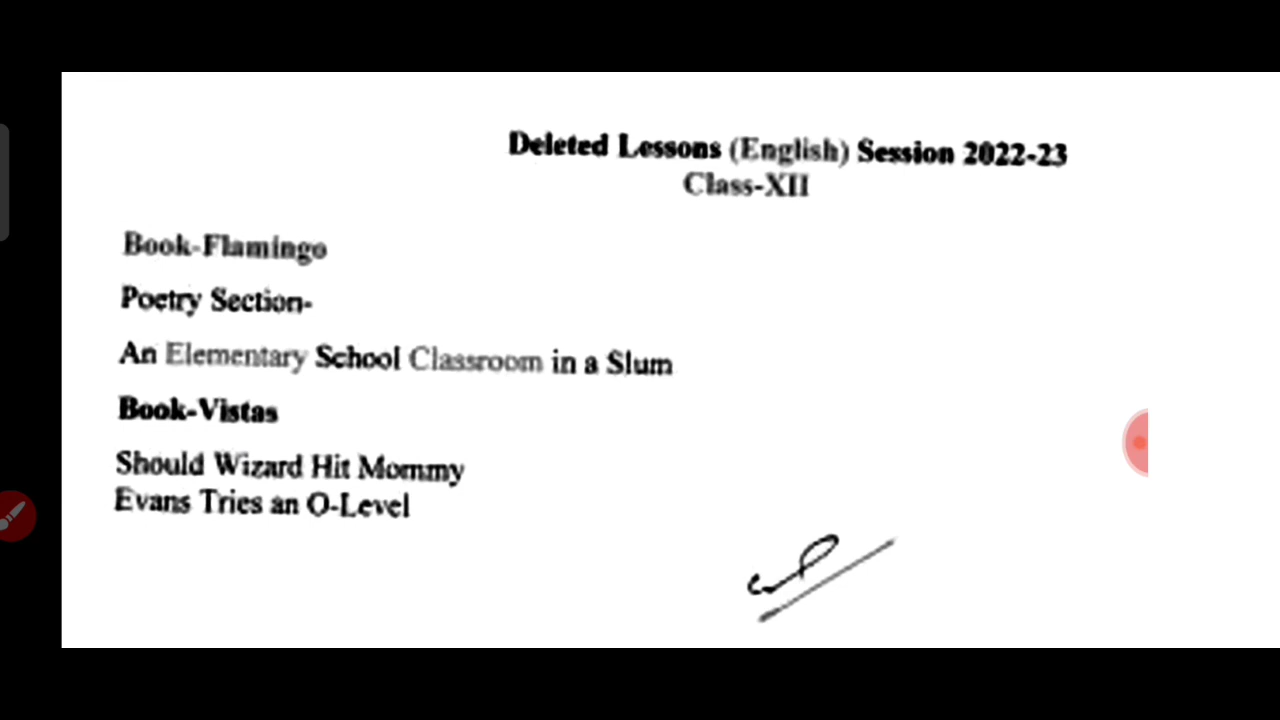 Deleted Lessons (English) Session 2022-23
Class-XII
Book-Flamingo
Poetry Section-
An Elementary School Classroom in a Slum
Book-Vistas
Should Wizard Hit Mommy
Evans Tries an O-Level